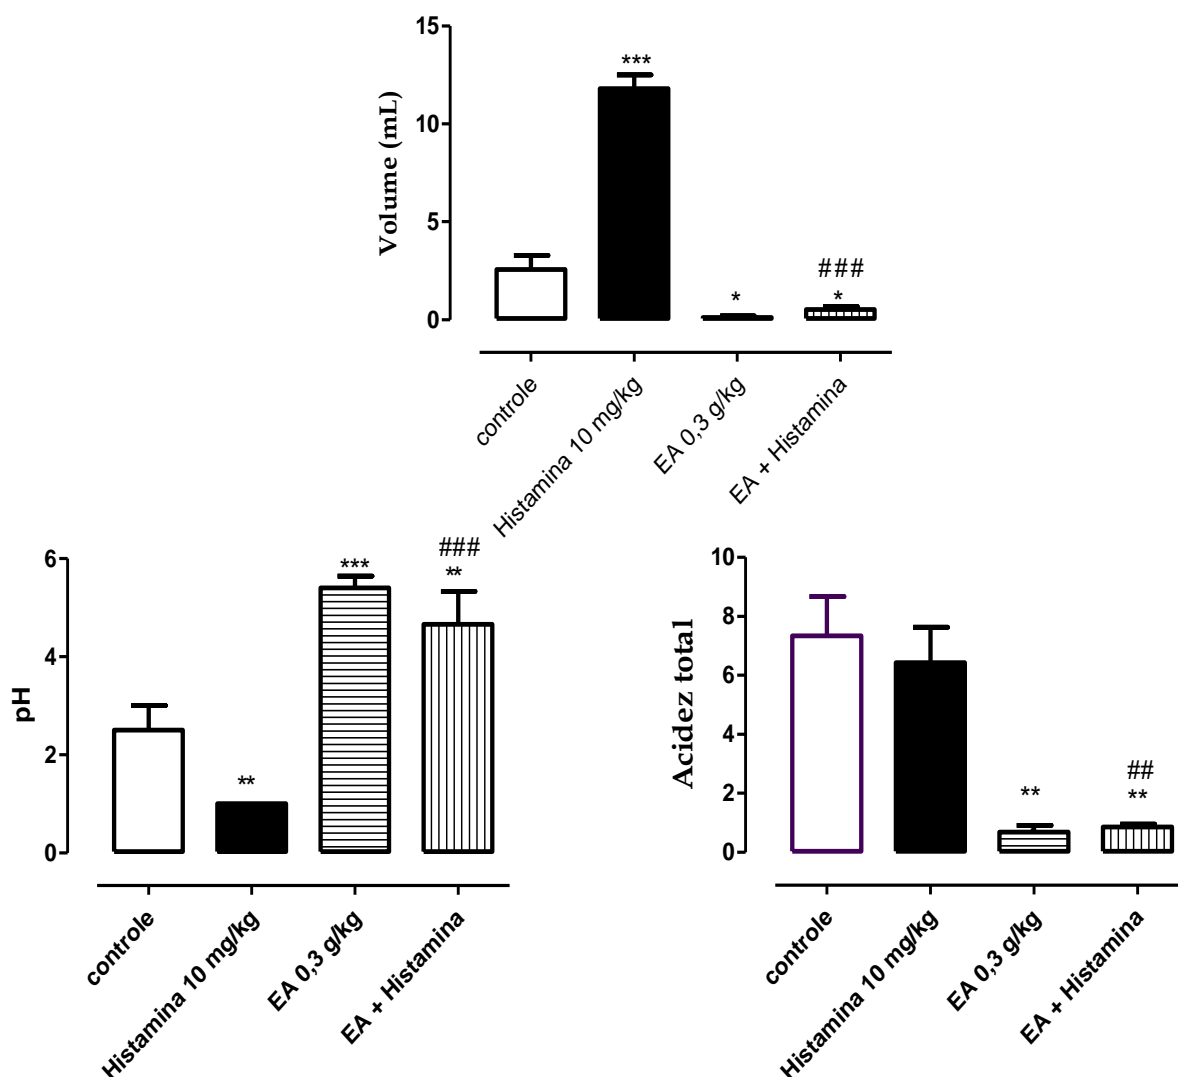 15
10
5
0
Volume (mL)
***
*
###
*
controle
Histamina 10 mg/kg
EA 0,3 g/kg
EA + Histamina
6
4
2
0
pH
**
***
###
**
controle
Histamina 10 mg/kg
EA 0,3 g/kg
EA + Histamina
10
8
6
4
2
0
Acidez total
**
##
**
controle
Histamina 10 mg/kg
EA 0,3 g/kg
EA + Histamina